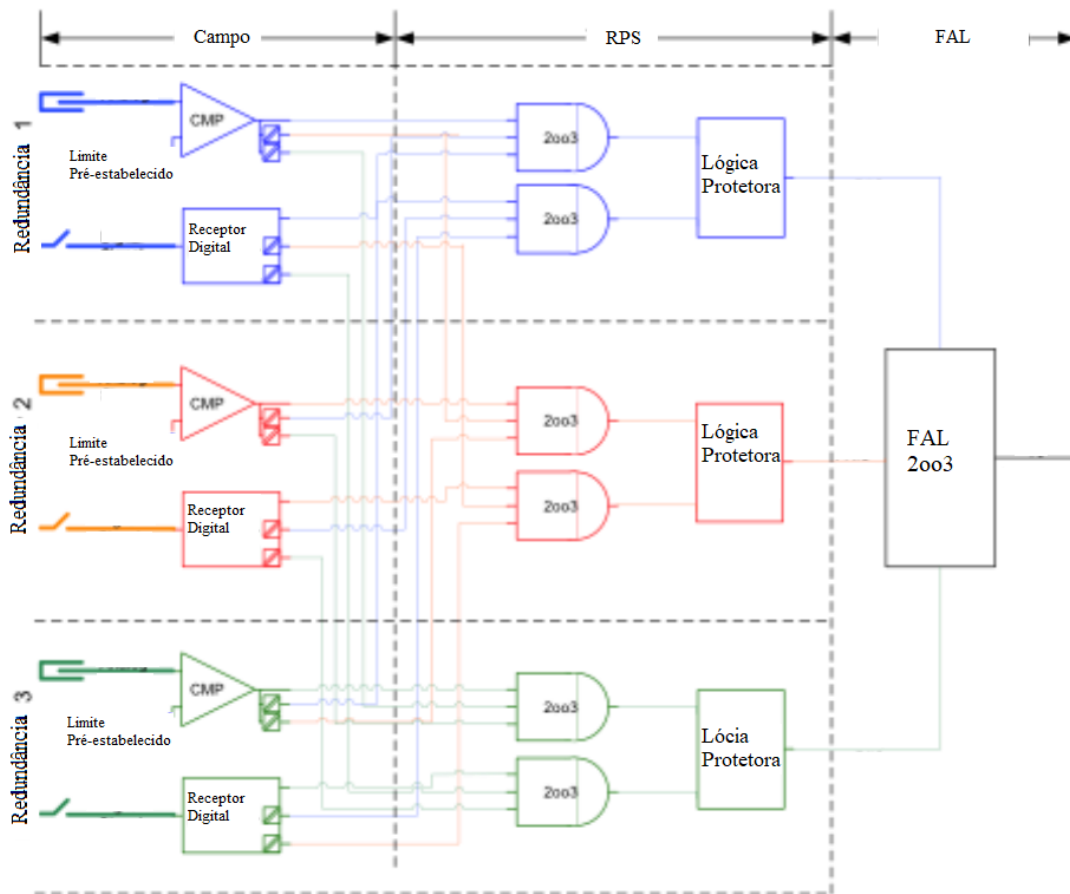 Campo
RPS
FAL
Redundância 1
CMP
Limite
Pré-estabelecido
Receptor
Digital
2oo3
2oo3
Lógica
Protetora
Redundância 2
CMP
Limite
Pré-estabelecido
Receptor
Digital
2oo3
2oo3
Lógica
Protetora
FAL
2oo3
Redundância 3
CMP
Limite
Pré-estabelecido
Receptor
Digital
2oo3
2oo3
Lócia
Protetora